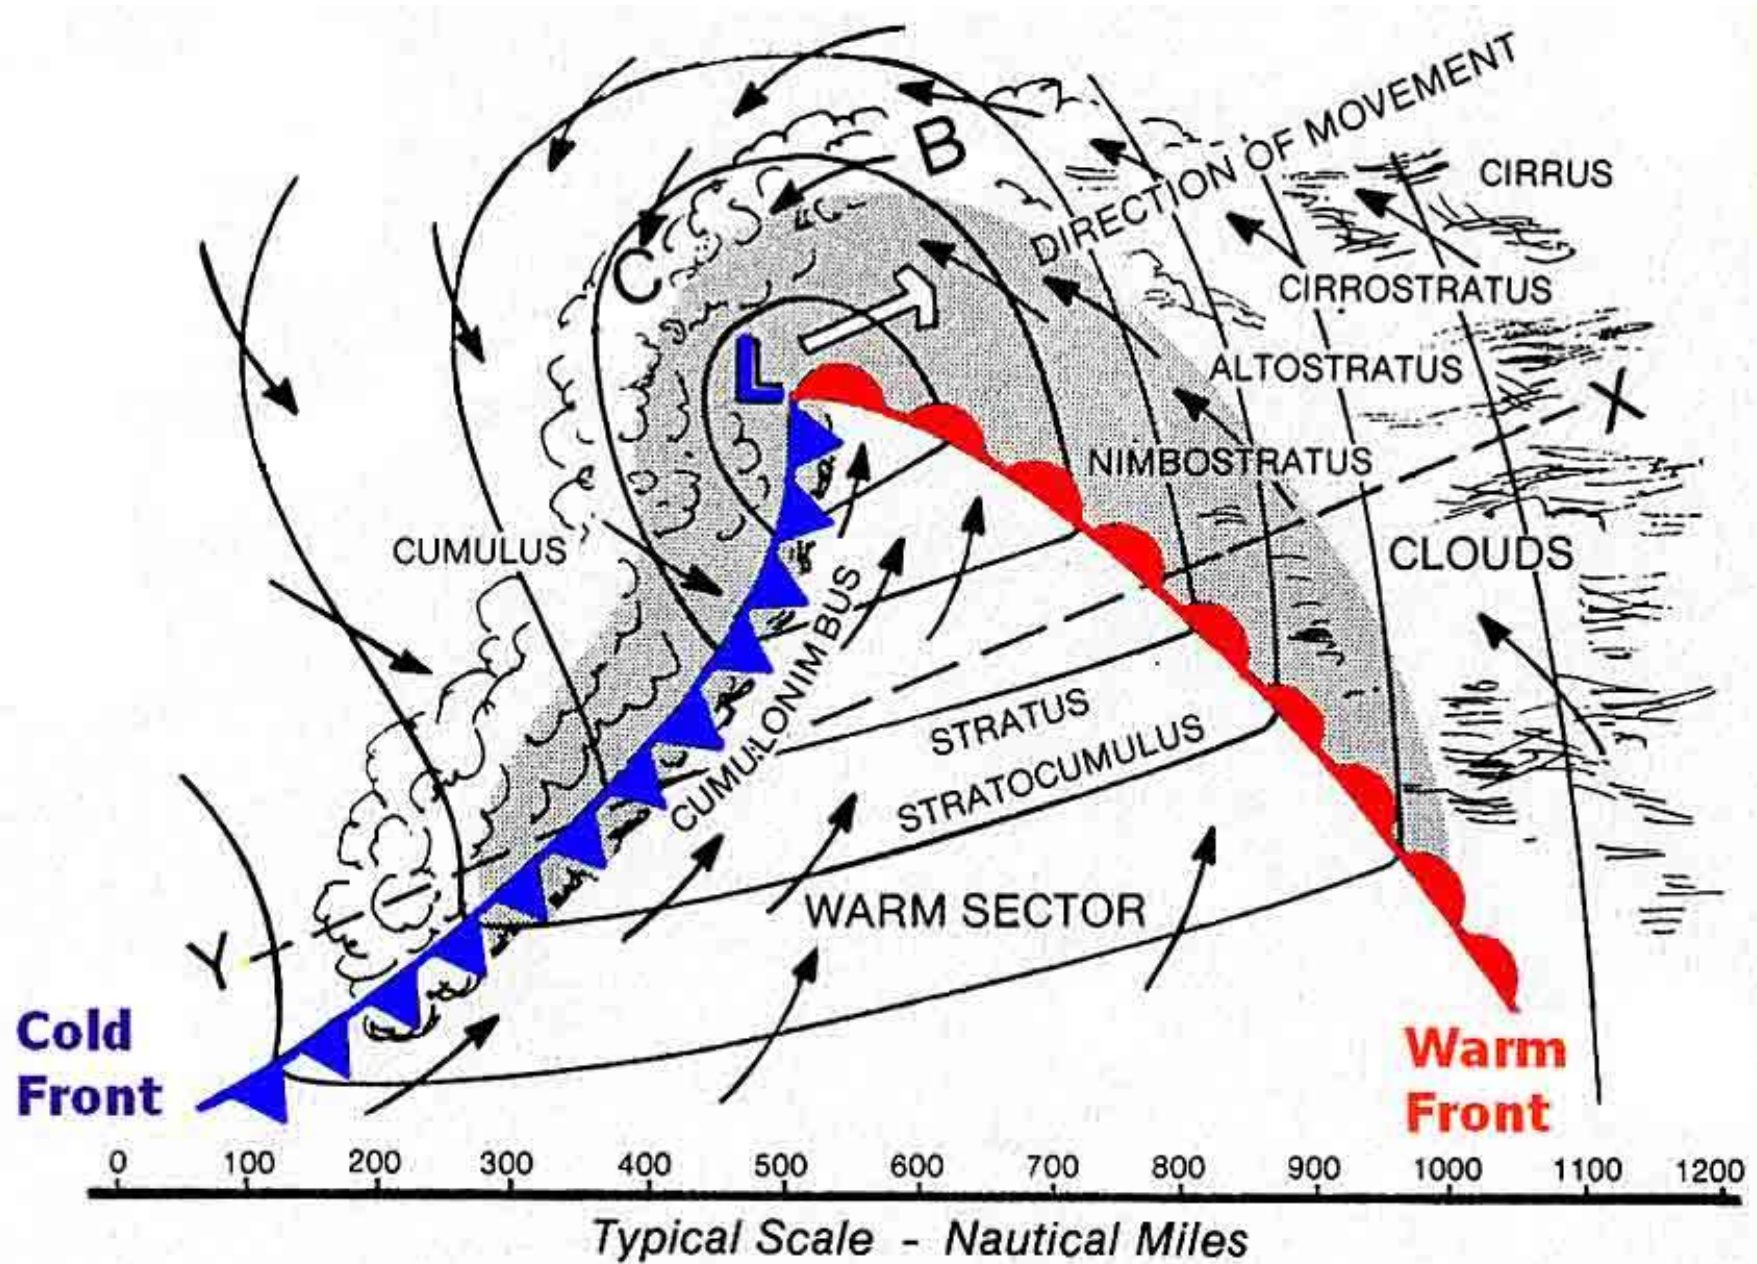 DIRECTION OF MOVEMENT
B
CIRRUS
C
CIRROSTRATUS
L
ALTOSTRATUS
X
NIMBOSTRATUS
CUMULUS
CLOUDS
CUMULONIMBUS
STRATUS
STRATOCUMULUS
WARM SECTOR
Y
Cold
Front
Warm
Front
0 100 200 300 400 500 600 700 800 900 1000 1100 1200
Typical Scale - Nautical Miles